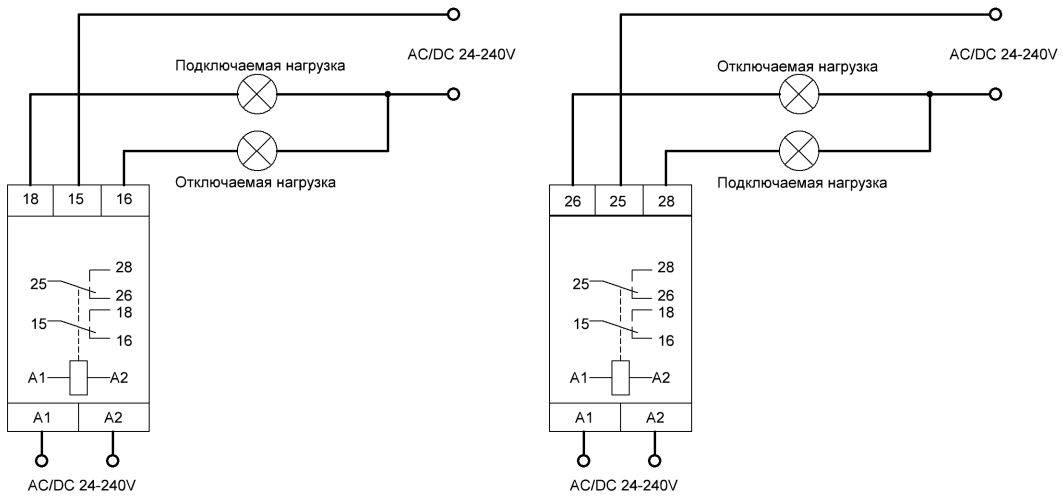 AC/DC 24-240V
Подключаемая нагрузка
Отключаемая нагрузка
18 15 16
28
25
26
18
15
16
A1 A2
A1 A2
AC/DC 24-240V
AC/DC 24-240V
Отключаемая нагрузка
Подключаемая нагрузка
26 25 28
28
25
26
18
15
16
A1 A2
A1 A2
AC/DC 24-240V